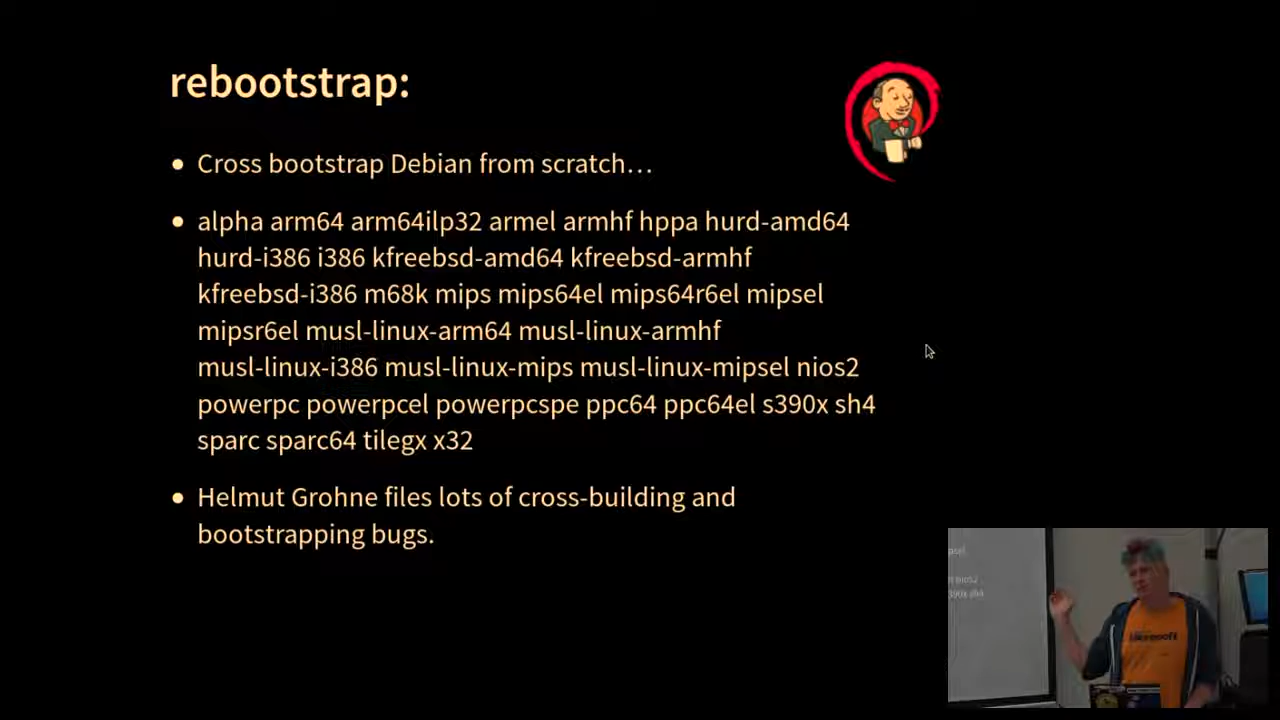 rebootstrap:
• Cross bootstrap Debian from scratch…
• alpha arm64 arm64ilp32 armel armhf hppa hurd-amd64
hurd-i386 i386 kfreebsd-amd64 kfreebsd-armhf
kfreebsd-i386 m68k mips mips64el mips64r6el mipsel
mipsr6el musl-linux-arm64 musl-linux-armhf
musl-linux-i386 musl-linux-mips musl-linux-mipsel nios2
powerpc powerpcel powerpcspe ppc64 ppc64el s390x sh4
sparc sparc64 tilegx x32
• Helmut Grohne files lots of cross-building and
bootstrapping bugs.
nios2